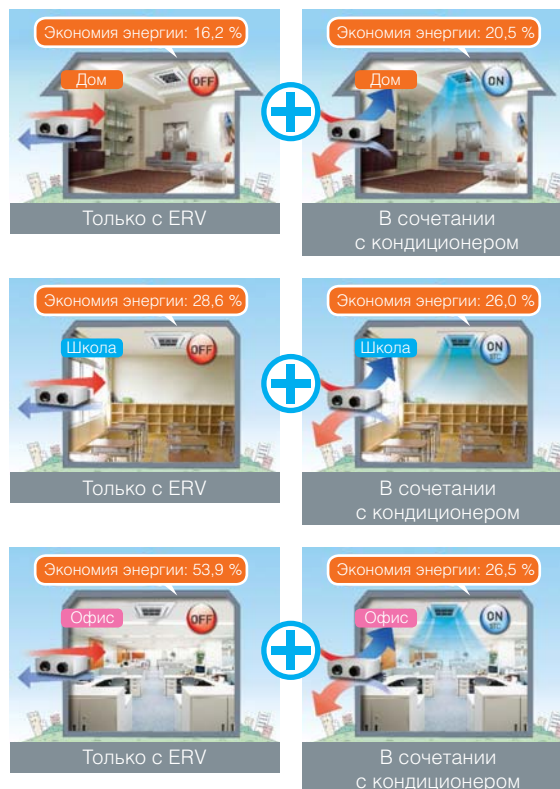 Экономия энергии: 16,2 %
Дом
OFF
Только с ERV
Экономия энергии: 20,5 %
Дом
ON
В сочетании
с кондиционером
Экономия энергии: 28,6 %
Школа
OFF
Только с ERV
Экономия энергии: 26,0 %
Школа
ON
В сочетании
с кондиционером
Экономия энергии: 53,9 %
Офис
OFF
Только с ERV
Экономия энергии: 26,5 %
Офис
ON
В сочетании
с кондиционером